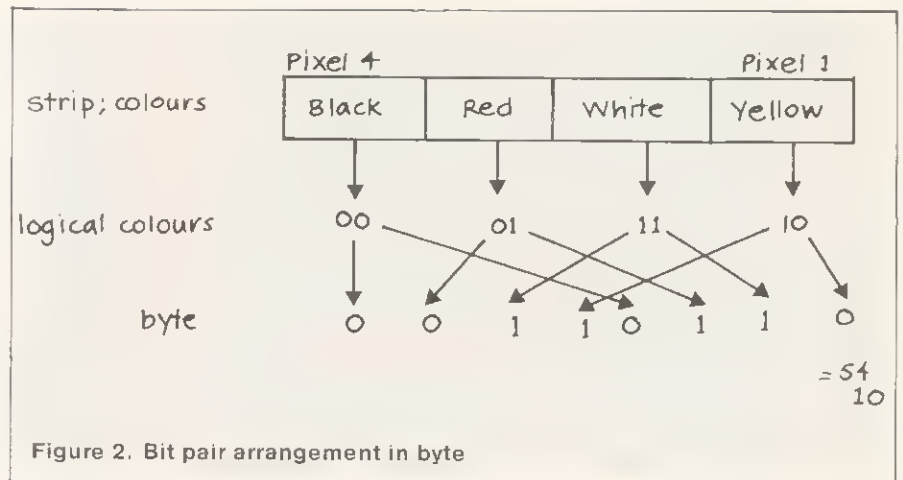 Pixel 4 Pixel 1
strip; colours Black Red White Yellow
logical colours 00 01 11 10
byte 0 0 1 1 0 1 1 0
= 54
10
Figure 2. Bit pair arrangement in byte